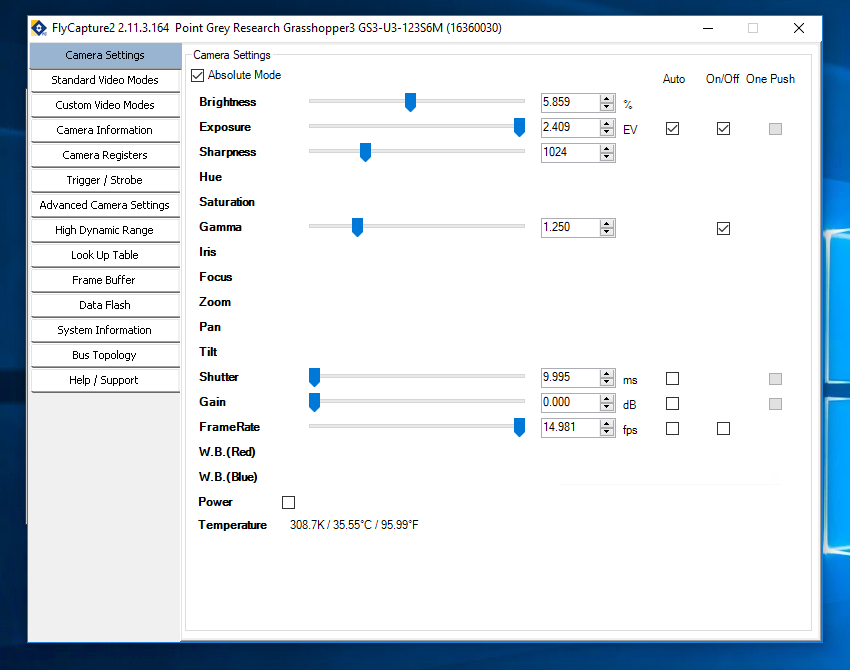 FlyCapture2 2.11.3.164 Point Grey Research Grasshopper3 GS3-U3-123S6M (16360030)
Camera Settings
Standard Video Modes
Custom Video Modes
Camera Information
Camera Registers
Trigger / Strobe
Advanced Camera Settings
High Dynamic Range
Look Up Table
Frame Buffer
Data Flash
System Information
Bus Topology
Help / Support
Camera Settings
Absolute Mode
Auto On/Off One Push
Brightness 5.859 %
Exposure 2.409 EV
Sharpness 1024
Hue
Saturation
Gamma 1.250
Iris
Focus
Zoom
Pan
Tilt
Shutter 9.995 ms
Gain 0.000 dB
FrameRate 14.981 fps
W.B.(Red)
W.B.(Blue)
Power
Temperature 308.7K / 35.55°C / 95.99°F